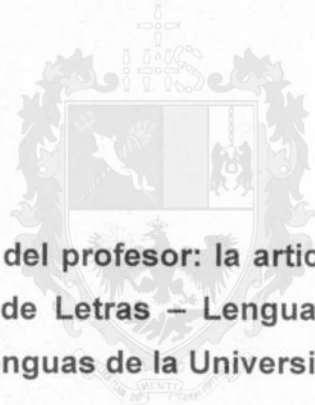 del profesor: la artic
de Letras – Lengua
nguas de la Universi